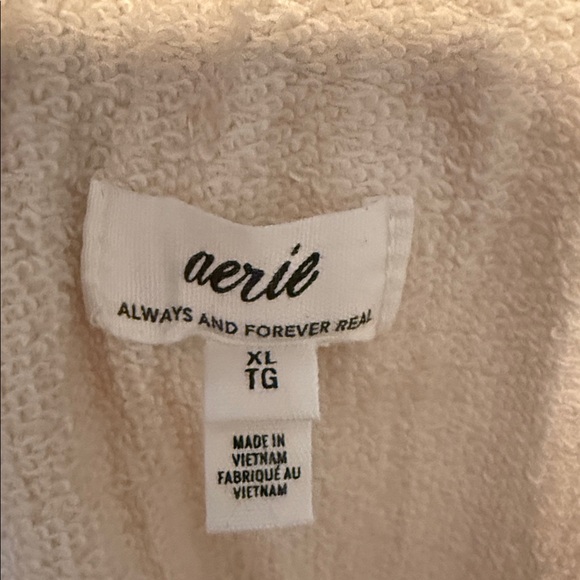 aerie
ALWAYS AND FOREVER REAL
XL
TG
MADE IN
VIETNAM
FABRIQUÉ AU
VIETNAM